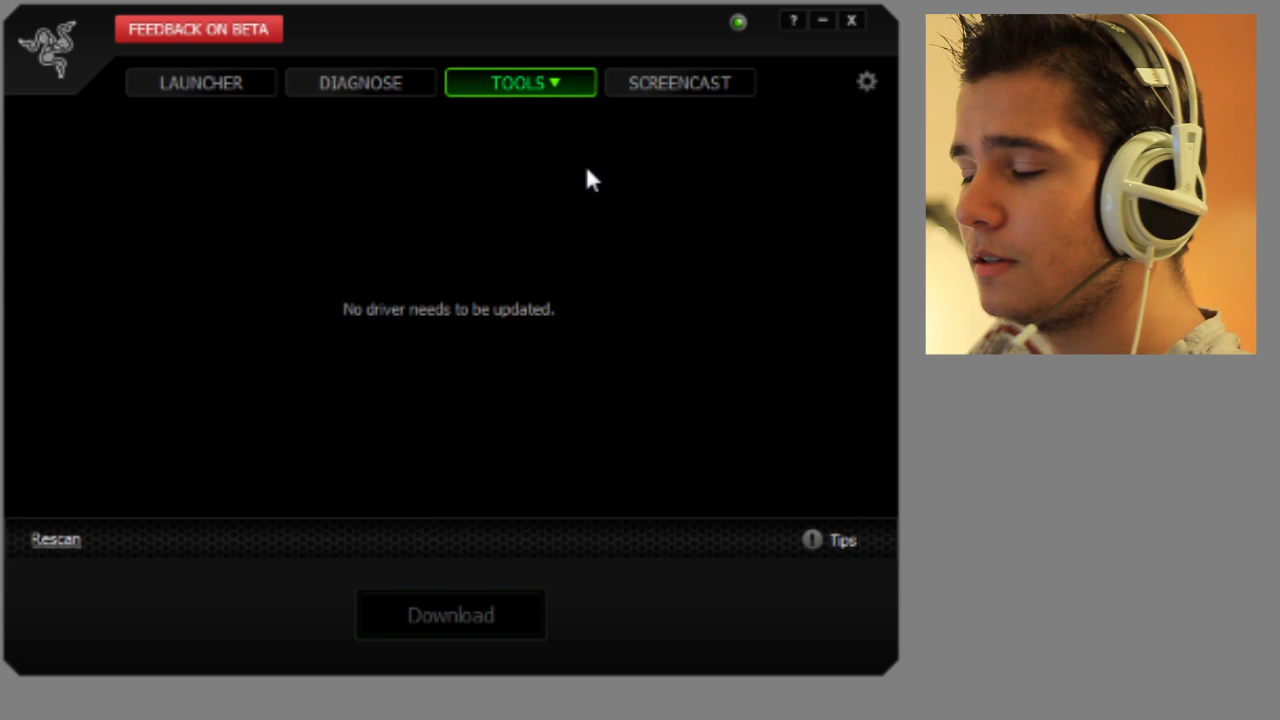 FEEDBACK ON BETA
? – X
LAUNCHER DIAGNOSE TOOLS▼ SCREENCAST
No driver needs to be updated.
Rescan
! Tips
Download